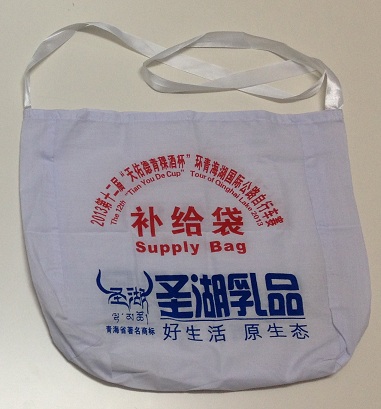 2013第十二届“天佑德青稞酒杯”环青海湖国际公路自行车赛
The 12th "Tian You De Cup" Tour of Qinghai Lake 2013
补给袋
Supply Bag
圣湖
圣湖乳品
青海省著名商标
好生活 原生态